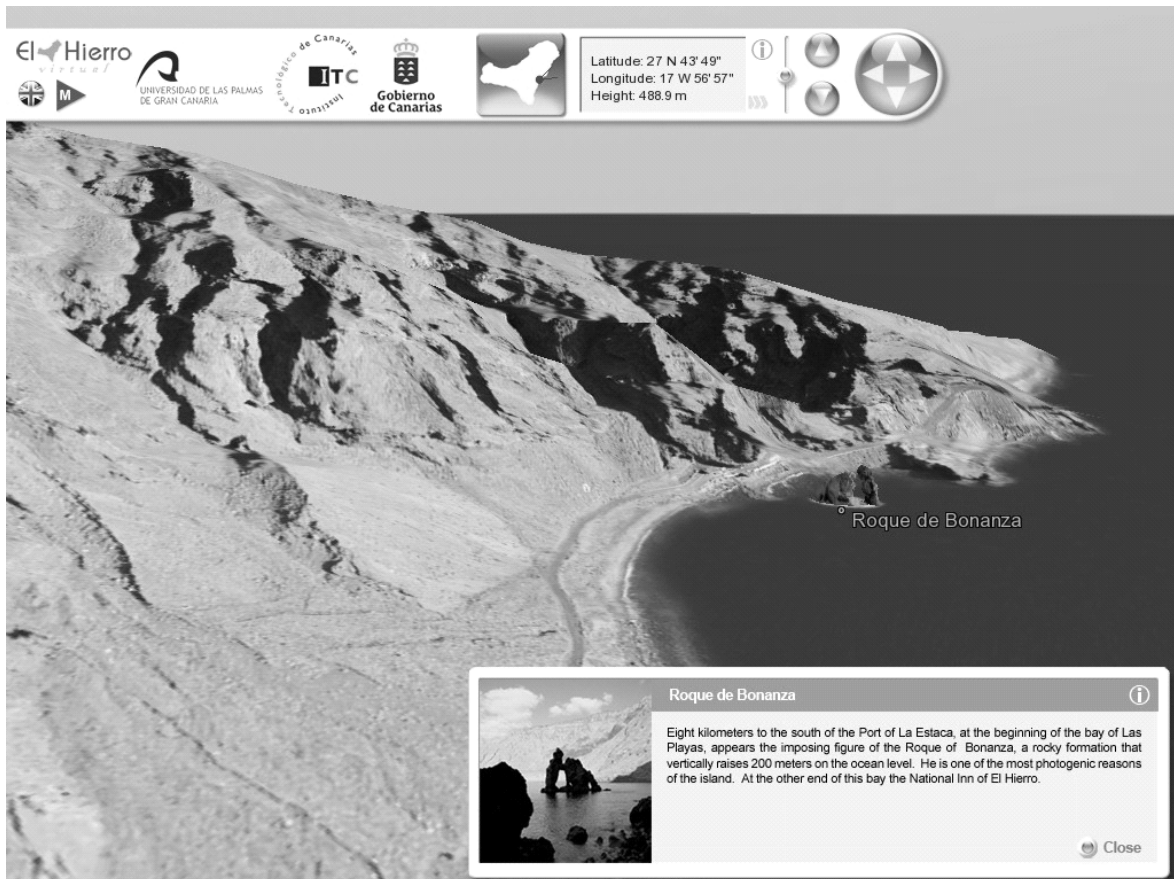 El Hierro
virtual
M
UNIVERSIDAD DE LAS PALMAS
DE GRAN CANARIA
Instituto Tecnológico de Canarias
ITC
Gobierno
de Canarias
Latitude: 27 N 43' 49"
Longitude: 17 W 56' 57"
Height: 488.9 m
i
Roque de Bonanza
Roque de Bonanza
i
Eight kilometers to the south of the Port of La Estaca, at the beginning of the bay of Las
Playas, appears the imposing figure of the Roque of Bonanza, a rocky formation that
vertically raises 200 meters on the ocean level. He is one of the most photogenic reasons
of the island. At the other end of this bay the National Inn of El Hierro.
Close